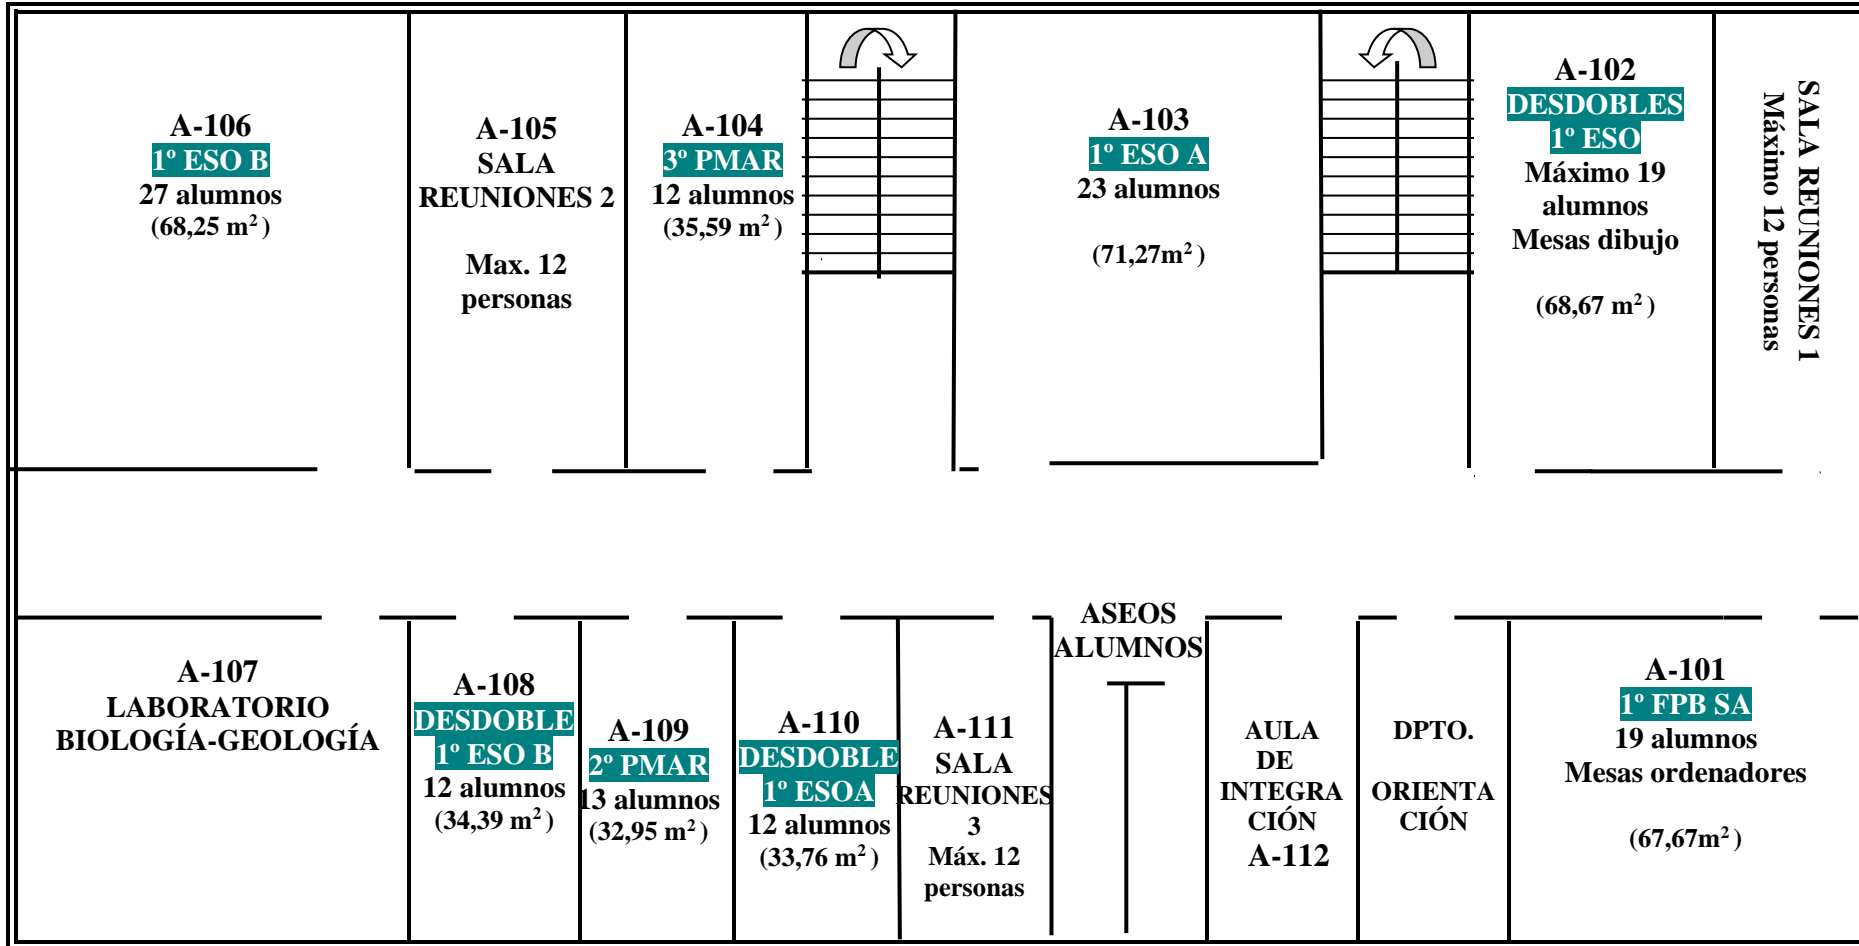 A-106
1º ESO B
27 alumnos
(68,25 m²)
A-105
SALA
REUNIONES 2
Max. 12
personas
A-104
3º PMAR
12 alumnos
(35,59 m²)
A-103
1º ESO A
23 alumnos
(71,27m²)
A-102
DESDOBLES
1º ESO
Máximo 19
alumnos
Mesas dibujo
(68,67 m²)
SALA REUNIONES 1
Máximo 12 personas
A-107
LABORATORIO
BIOLOGÍA-GEOLOGÍA
A-108
DESDOBLE
1º ESO B
12 alumnos
(34,39 m²)
A-109
2º PMAR
13 alumnos
(32,95 m²)
A-110
DESDOBLE
1º ESOA
12 alumnos
(33,76 m²)
A-111
SALA
REUNIONES
3
Máx. 12
personas
ASEOS
ALUMNOS
AULA
DE
INTEGRA
CIÓN
A-112
DPTO.
ORIENTA
CIÓN
A-101
1º FPB SA
19 alumnos
Mesas ordenadores
(67,67m²)